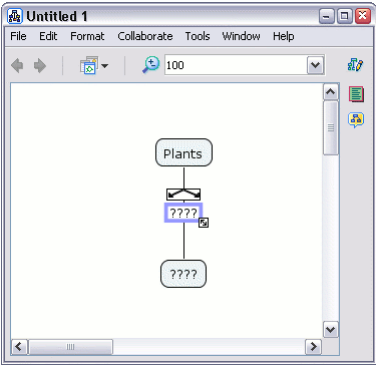 Untitled 1
File Edit Format Collaborate Tools Window Help
100
Plants
????
????